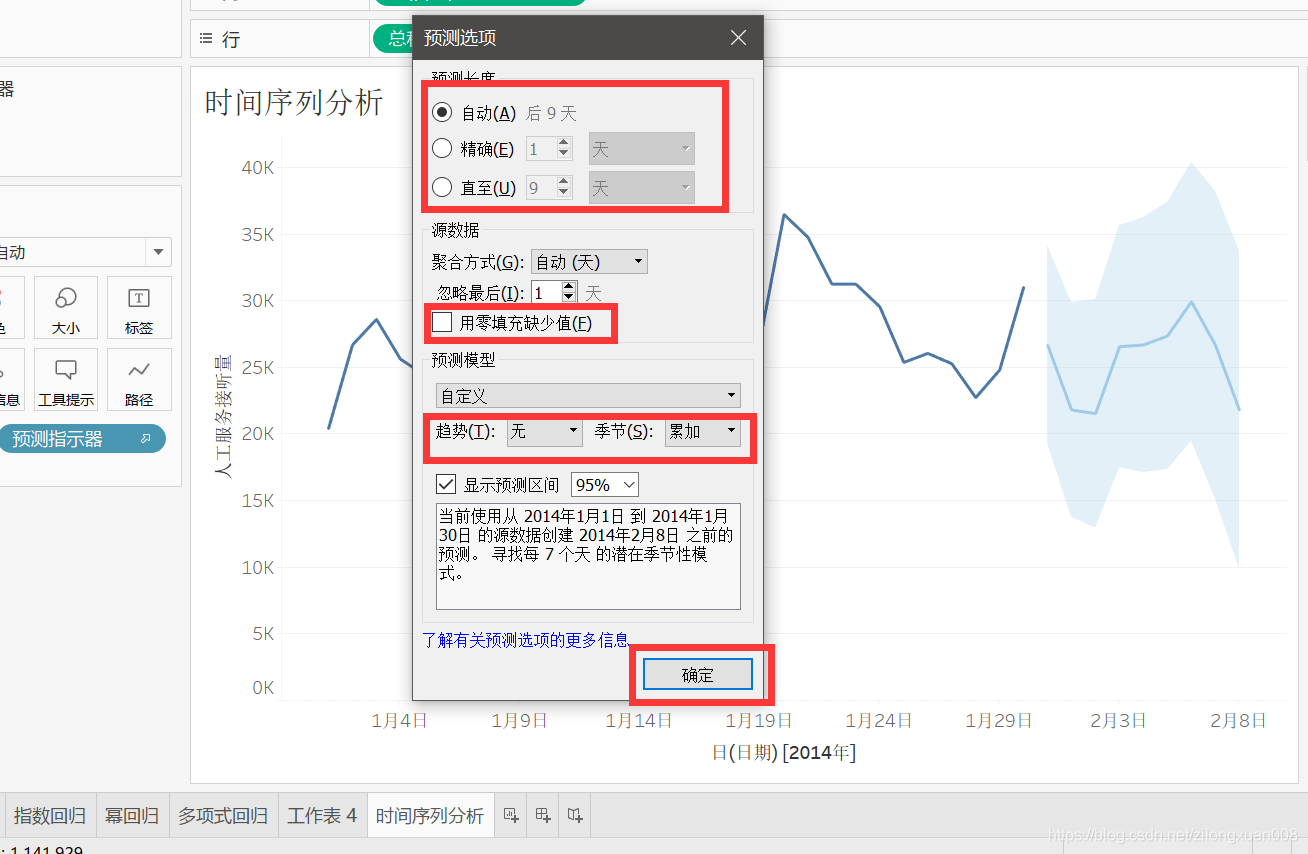 行
总
预测选项
器
预测长度
时间序列分析
自动(A) 后 9 天
精确(E) 1 天
直至(U) 9 天
40K
35K
30K
25K
20K
15K
10K
5K
0K
人工服务接听量
源数据
聚合方式(G): 自动 (天)
忽略最后(I): 1 天
用零填充缺少值(F)
预测模型
自定义
趋势(T): 无 季节(S): 累加
显示预测区间 95%
当前使用从 2014年1月1日 到 2014年1月
30日 的源数据创建 2014年2月8日 之前的
预测。 寻找每 7 个天 的潜在季节性模
式。
了解有关预测选项的更多信息
确定
自动
色 大小 标签
信息 工具提示 路径
预测指示器
1月4日 1月9日 1月14日 1月19日 1月24日 1月29日 2月3日 2月8日
日(日期) [2014年]
指数回归 幂回归 多项式回归 工作表 4 时间序列分析
https://blog.csdn.net/zilongxuan008
: 1,141,929